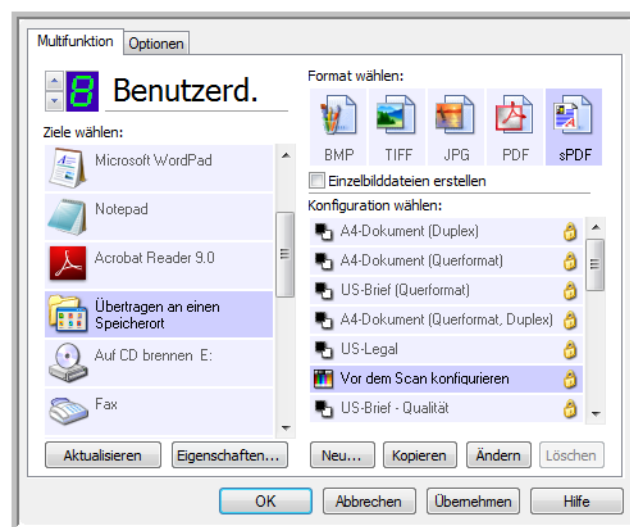 Multifunktion Optionen
8 Benutzerd.
Ziele wählen:
Microsoft WordPad
Notepad
Acrobat Reader 9.0
Übertragen an einen
Speicherort
Auf CD brennen E:
Fax
Aktualisieren Eigenschaften...
Format wählen:
BMP TIFF JPG PDF sPDF
Einzelbilddateien erstellen
Konfiguration wählen:
A4-Dokument (Duplex)
A4-Dokument (Querformat)
US-Brief (Querformat)
A4-Dokument (Querformat, Duplex)
US-Legal
Vor dem Scan konfigurieren
US-Brief - Qualität
Neu... Kopieren Ändern Löschen
OK Abbrechen Übernehmen Hilfe